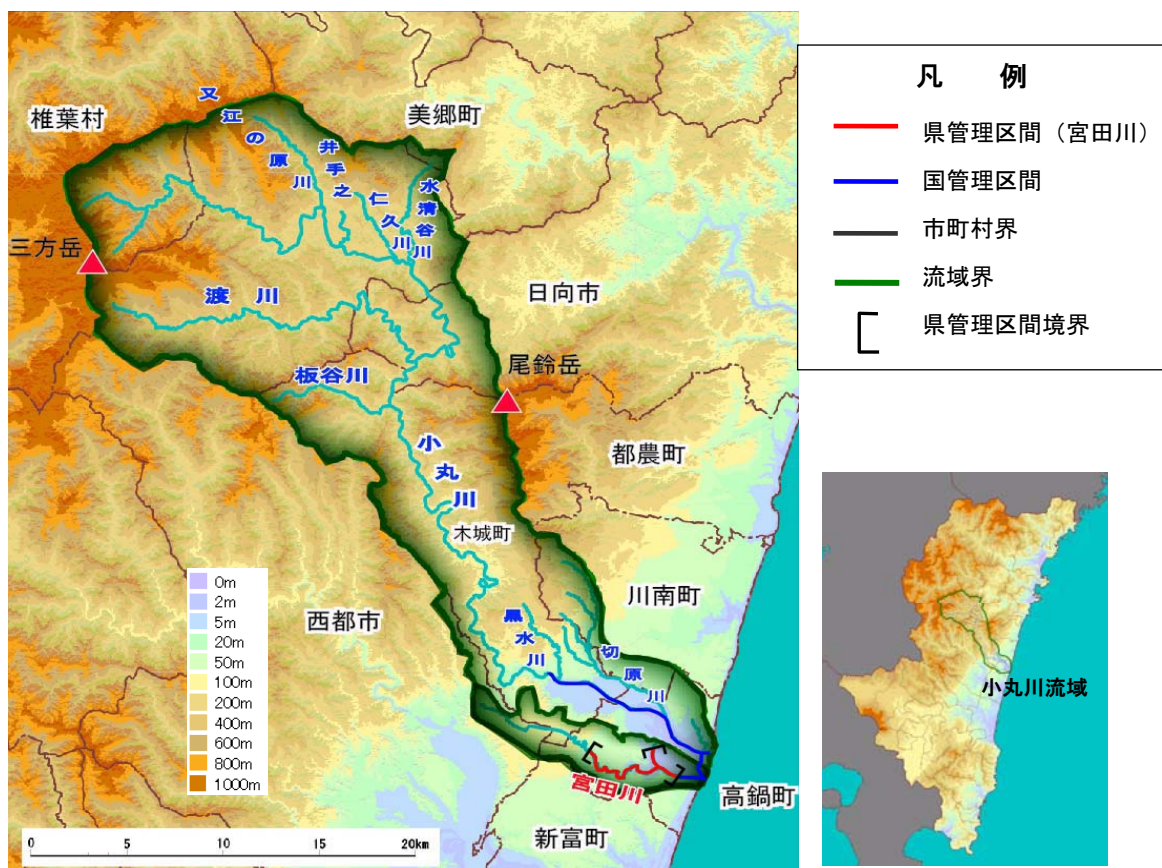 椎葉村
美郷町
又江の原川
井手之
仁久川
水清谷川
三方岳
渡川
日向市
板谷川
尾鈴岳
小丸川
都農町
木城町
川南町
西都市
黒水川
切原川
宮田川
高鍋町
新富町
0m
2m
5m
20m
50m
100m
200m
400m
600m
800m
1000m
0 5 10 15 20km
凡 例
県管理区間（宮田川）
国管理区間
市町村界
流域界
県管理区間境界
小丸川流域